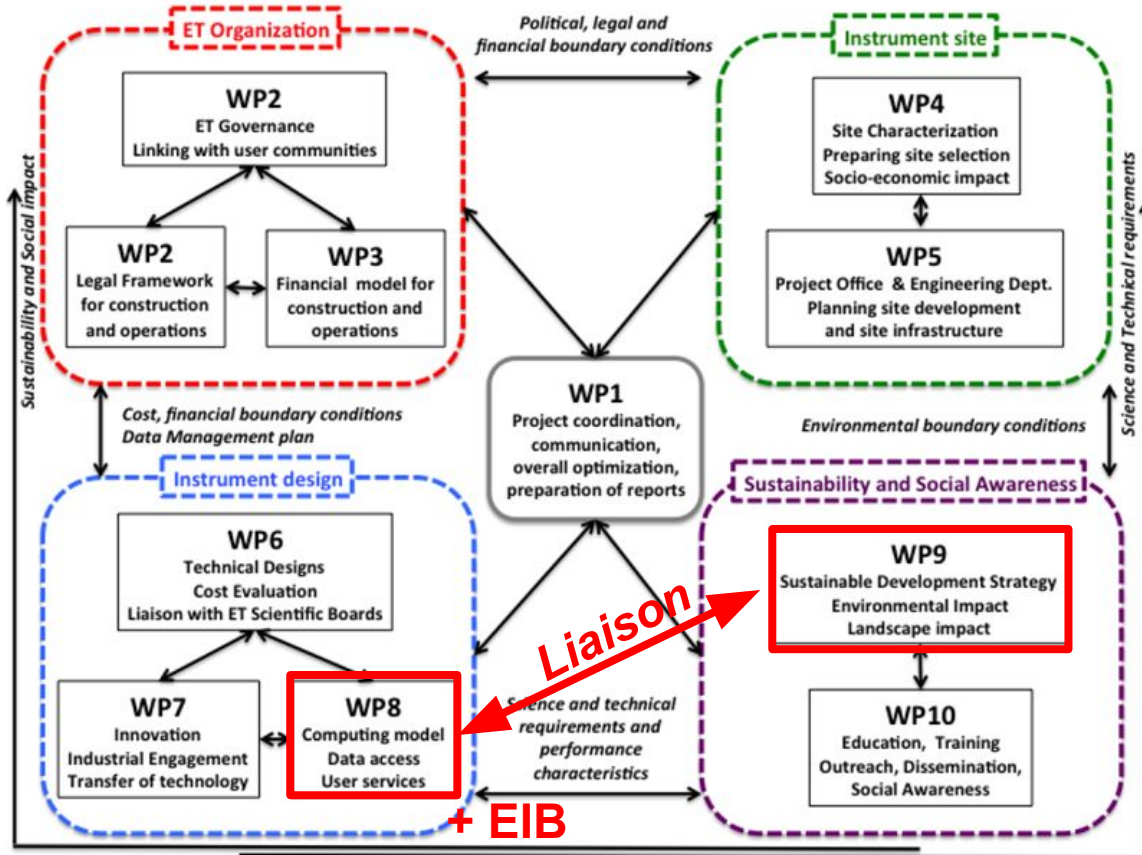 ET Organization
Political, legal and
financial boundary conditions
Instrument site
WP2
ET Governance
Linking with user communities
WP2
Legal Framework
for construction
and operations
WP3
Financial model for
construction and
operations
WP4
Site Characterization
Preparing site selection
Socio-economic impact
WP5
Project Office & Engineering Dept.
Planning site development
and site infrastructure
Sustainability and Social impact
Science and Technical requirements
WP1
Project coordination,
communication,
overall optimization,
preparation of reports
Cost, financial boundary conditions
Data Management plan
Environmental boundary conditions
Instrument design
WP6
Technical Designs
Cost Evaluation
Liaison with ET Scientific Boards
WP7
Innovation
Industrial Engagement
Transfer of technology
WP8
Computing model
Data access
User services
Liaison
Science and technical
requirements and
performance
characteristics
+ EIB
Sustainability and Social Awareness
WP9
Sustainable Development Strategy
Environmental Impact
Landscape impact
WP10
Education, Training
Outreach, Dissemination,
Social Awareness